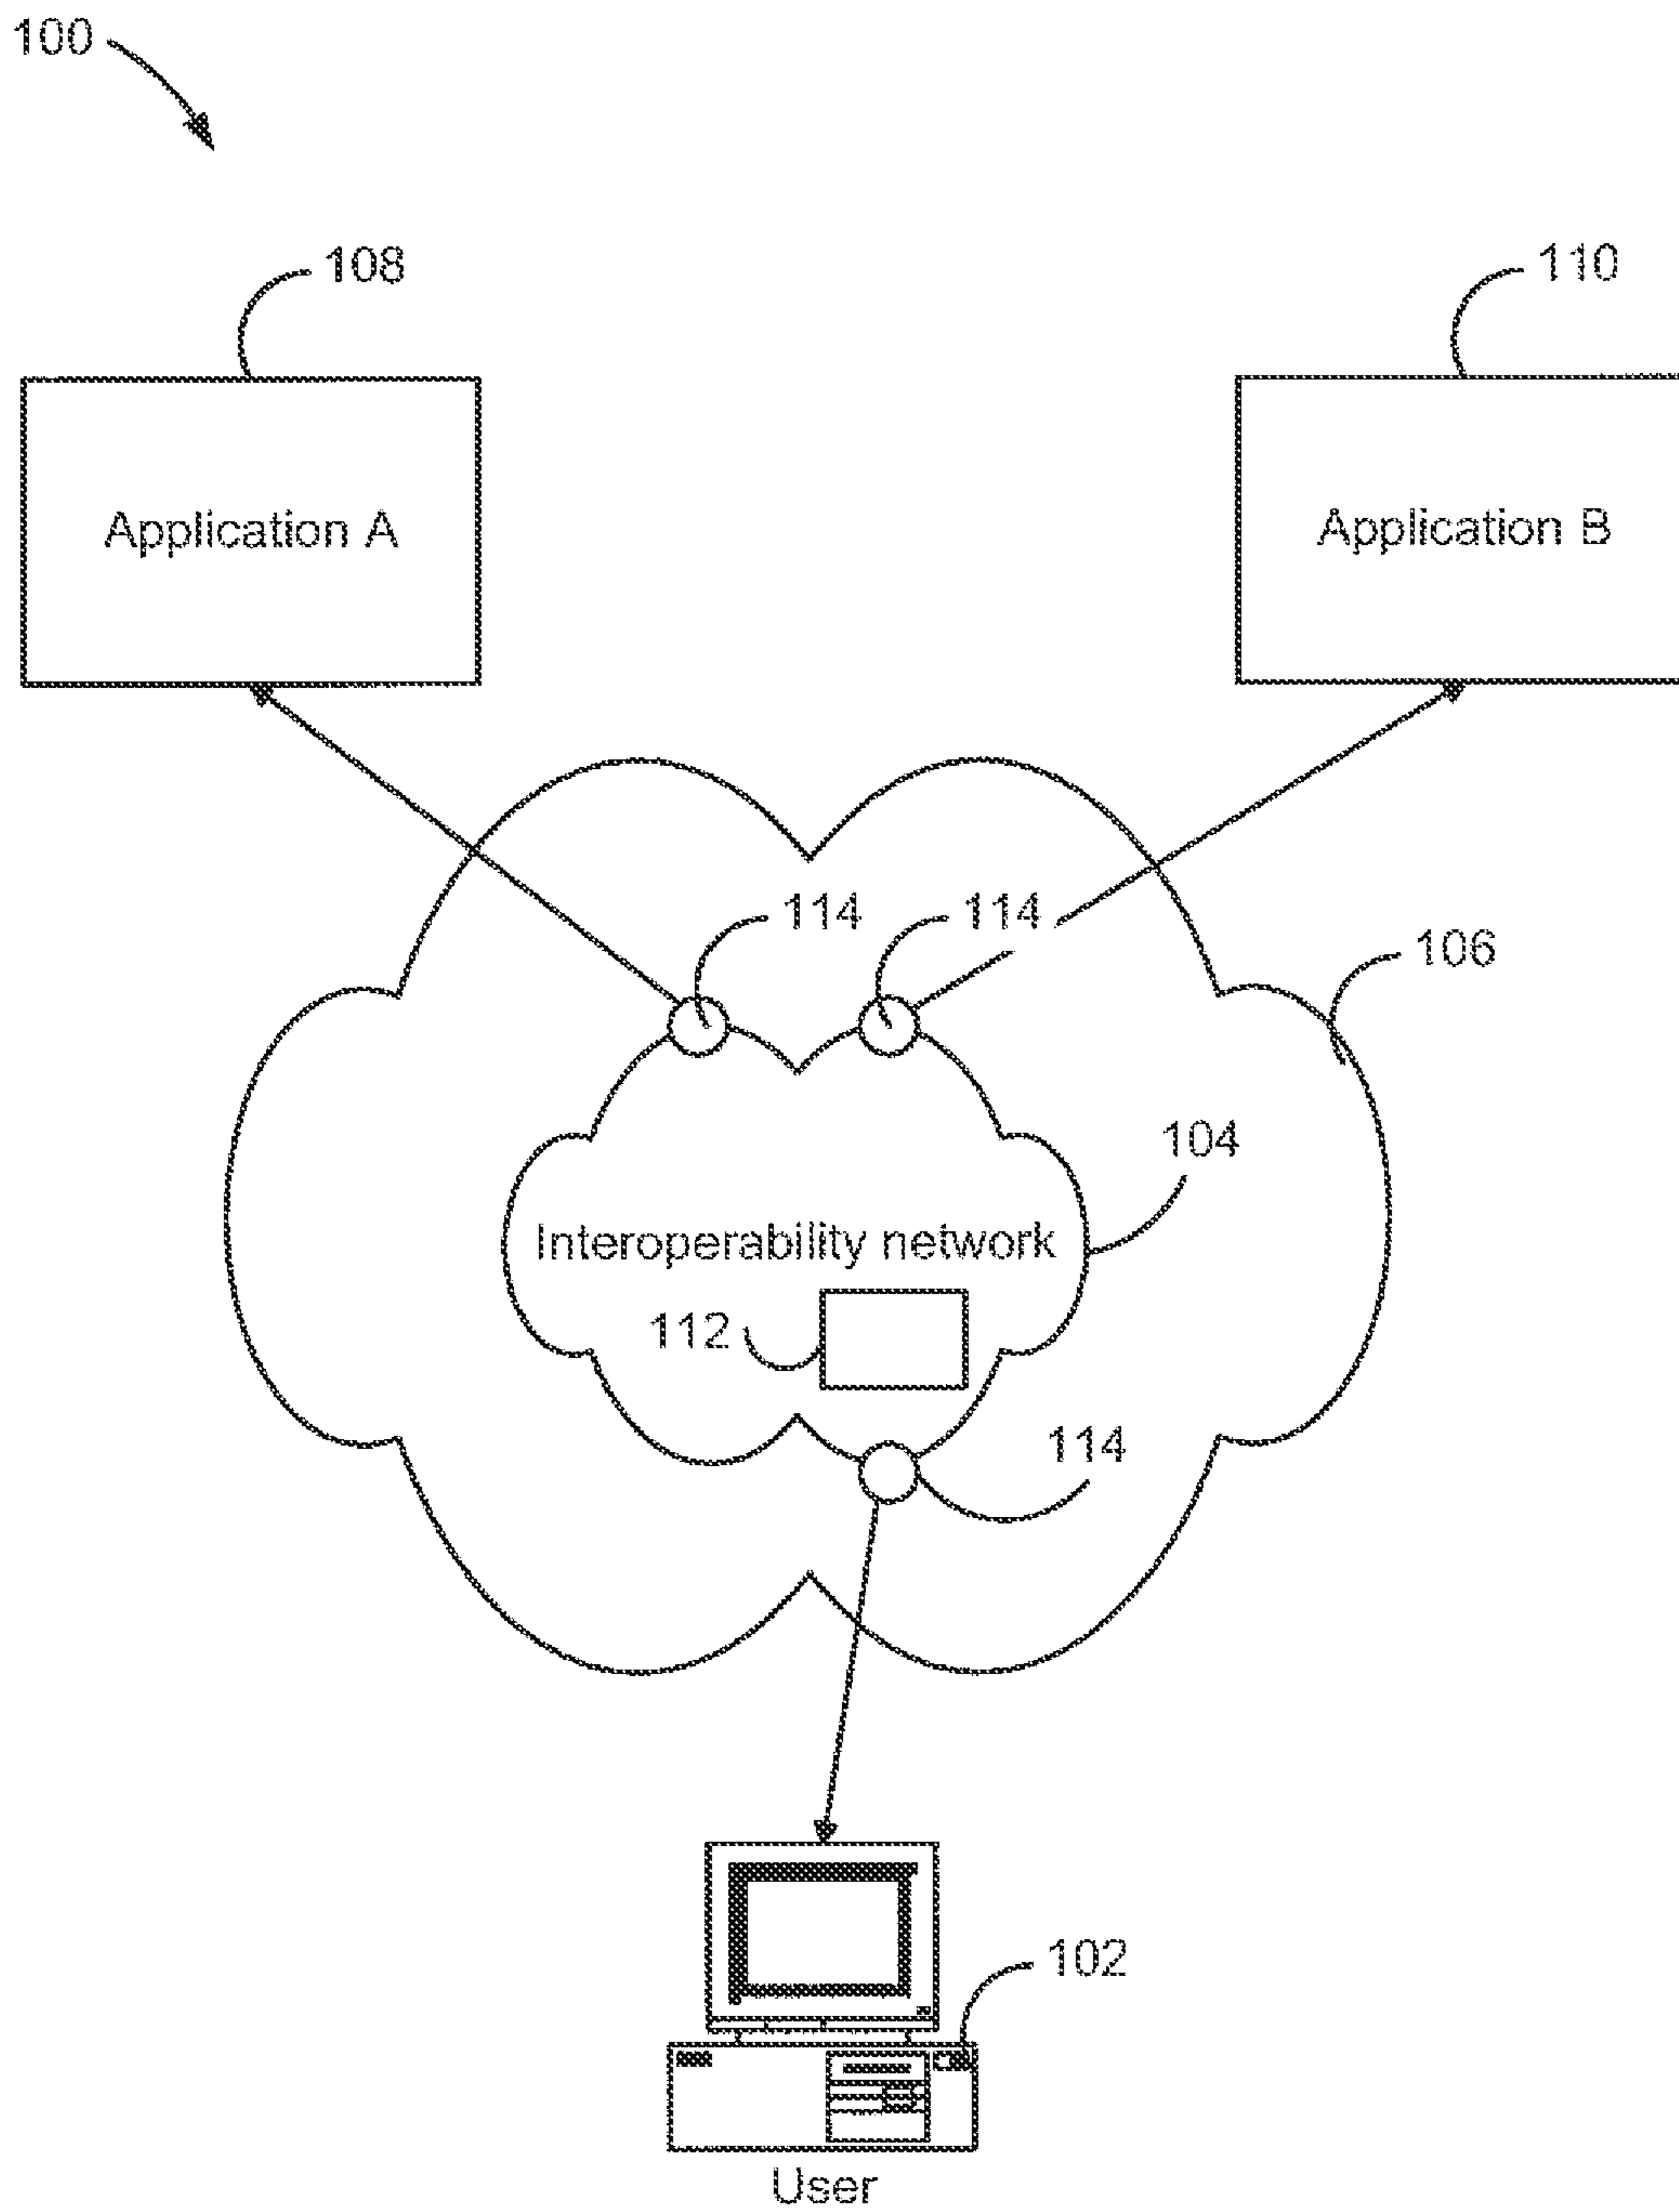 100
108
110
Application A
Application B
114
114
106
104
Interoperability network
112
114
102
User